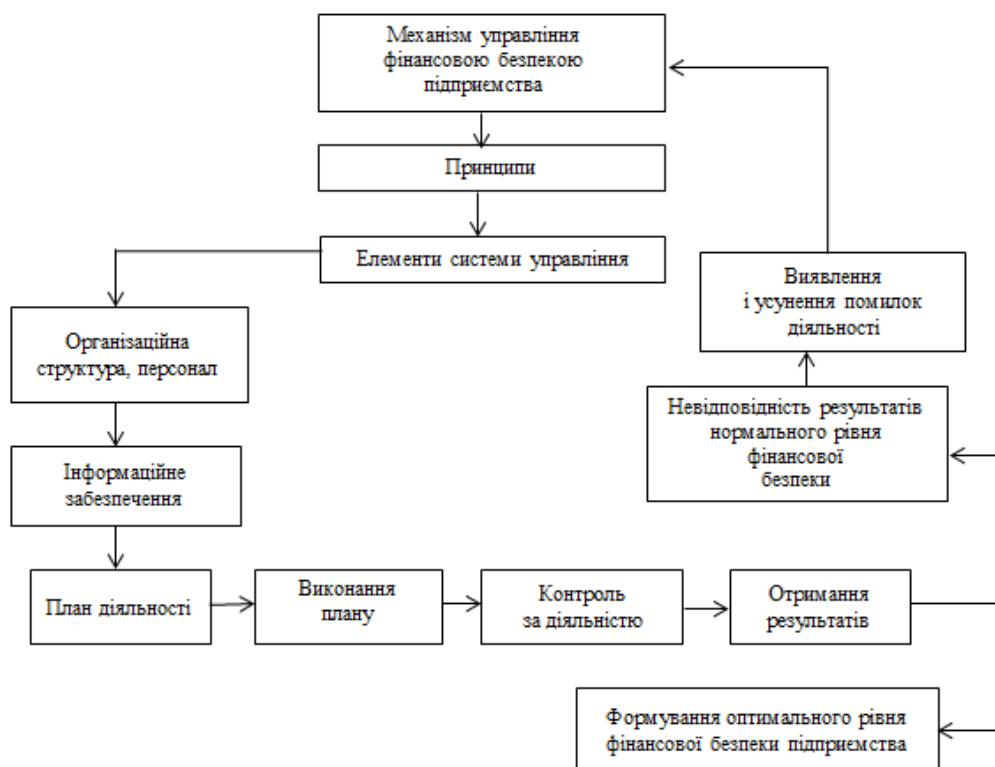 Механізм управління
фінансовою безпекою
підприємства
Принципи
Елементи системи управління
Організаційна
структура, персонал
Інформаційне
забезпечення
План діяльності
Виконання
плану
Контроль
за діяльністю
Отримання
результатів
Невідповідність результатів
нормального рівня
фінансової
безпеки
Виявлення
і усунення помилок
діяльності
Формування оптимального рівня
фінансової безпеки підприємства